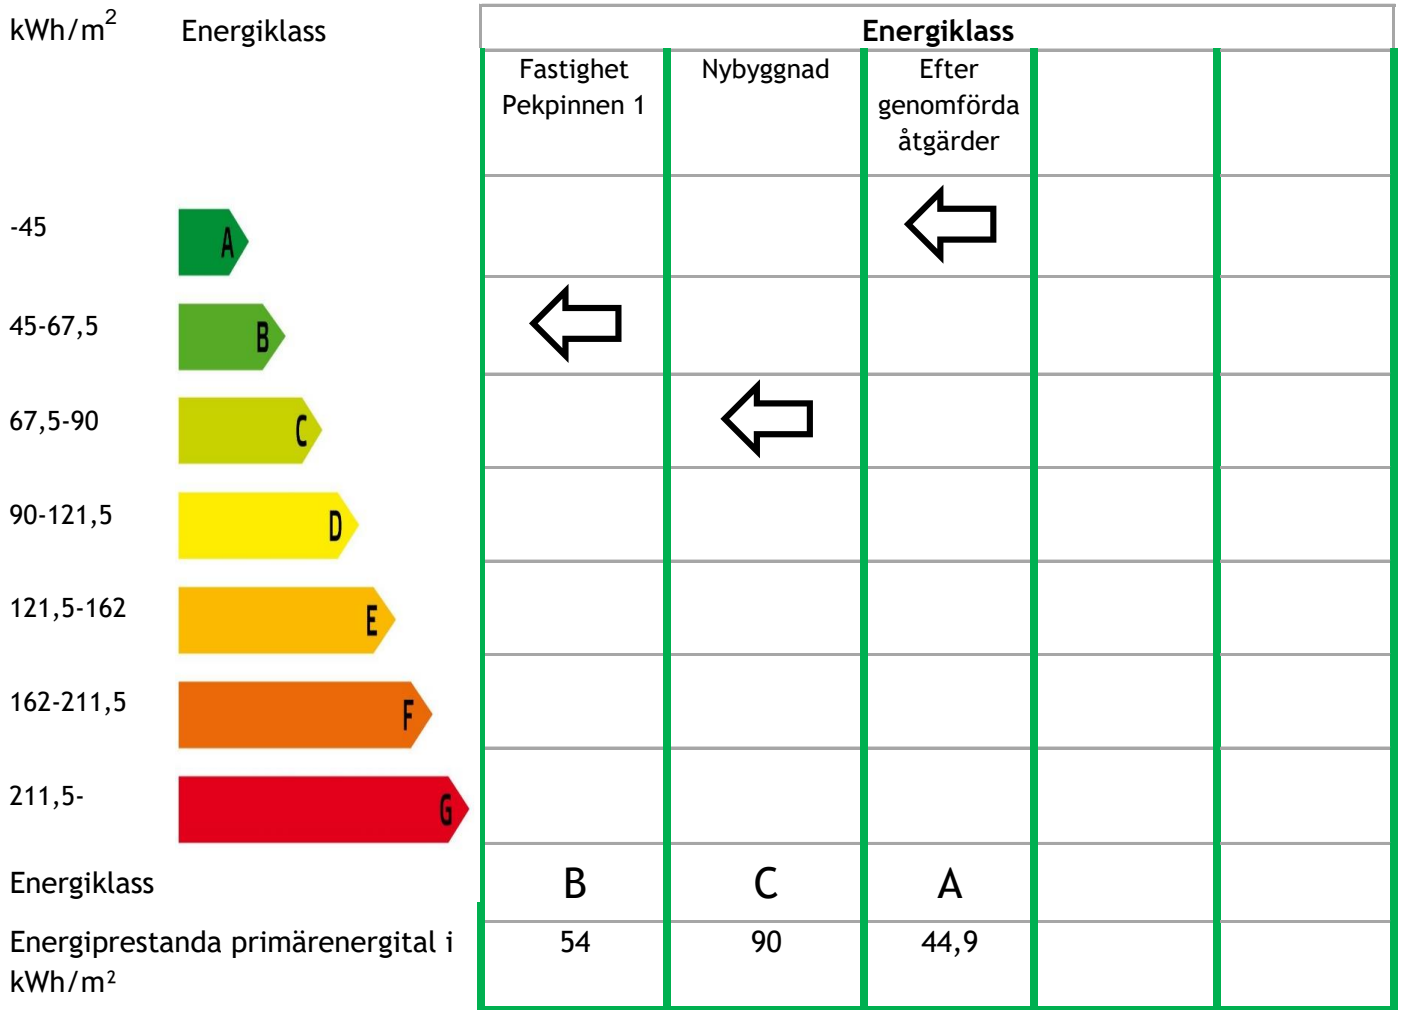 kWh/m² Energiklass Energiklass
Fastighet Nybyggnad Efter
Pekpinnen 1 genomförda
åtgärder
-45 A
45-67,5 B
67,5-90 C
90-121,5 D
121,5-162 E
162-211,5 F
211,5- G
Energiklass B C A
Energiprestanda primärenergital i 54 90 44,9
kWh/m²